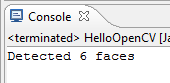 Console
<terminated> HelloOpenCV [Ja
Detected 6 faces